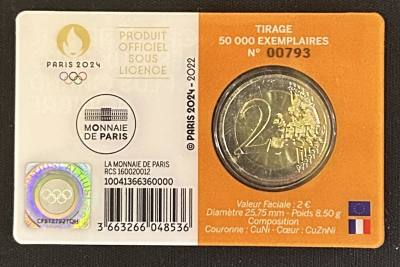 PARIS 2024
PRODUIT
OFFICIEL
SOUS
LICENCE
© PARIS 2024 - 2022
MONNAIE
DE PARIS
LA MONNAIE DE PARIS
RCS 160020012
10041366360000
3 663266 048536
TIRAGE
50 000 EXEMPLAIRES
N° 00793
2
Valeur Faciale : 2 €
Diamètre 25,75 mm - Poids 8,50 g
Composition
Couronne : CuNi - Cœur : CuZnNi